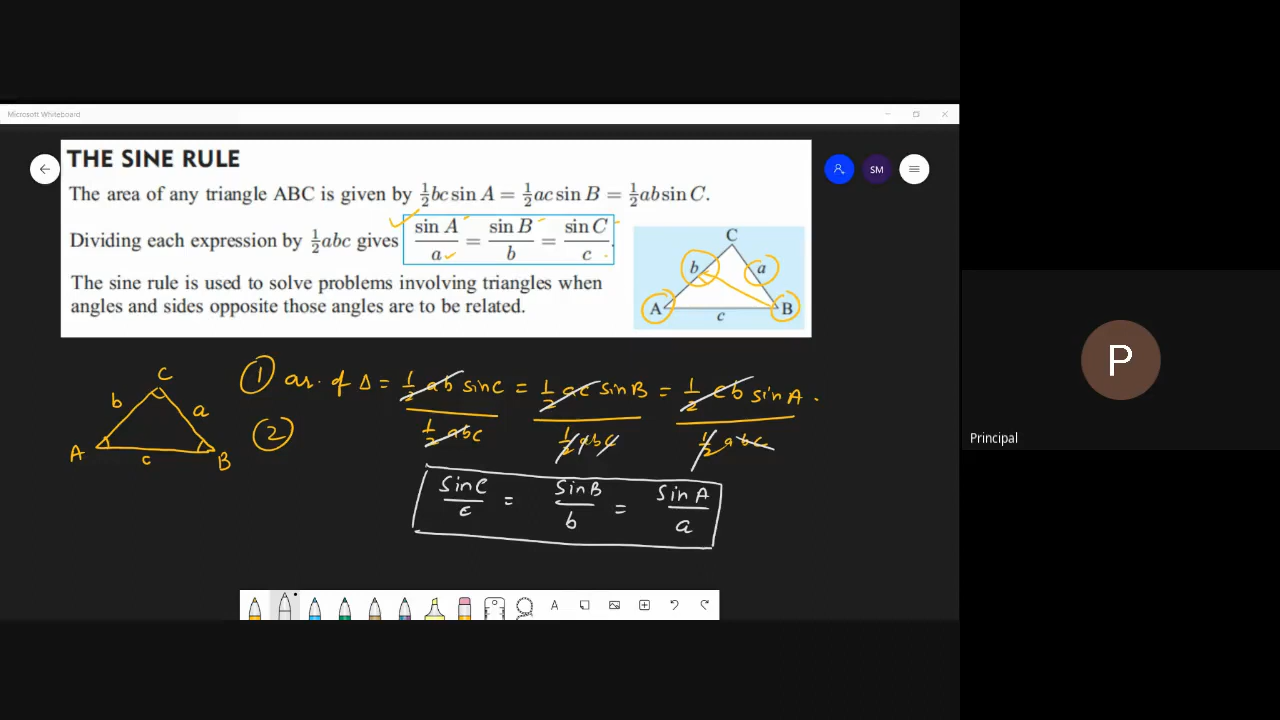 Microsoft Whiteboard
THE SINE RULE
SM
The area of any triangle ABC is given by ½bc sin A = ½ac sin B = ½ab sin C.
Dividing each expression by ½abc gives sin A/a = sin B/b = sin C/c.
The sine rule is used to solve problems involving triangles when
angles and sides opposite those angles are to be related.
C
b
a
A
B
c
C
b
a
A
c
B
① ar. of Δ = ½ ab sinC = ½ ac sinB = ½ cb sinA.
② ½ abc ½ abc ½ abc
sinC/c = sinB/b = sinA/a
A
P
Principal